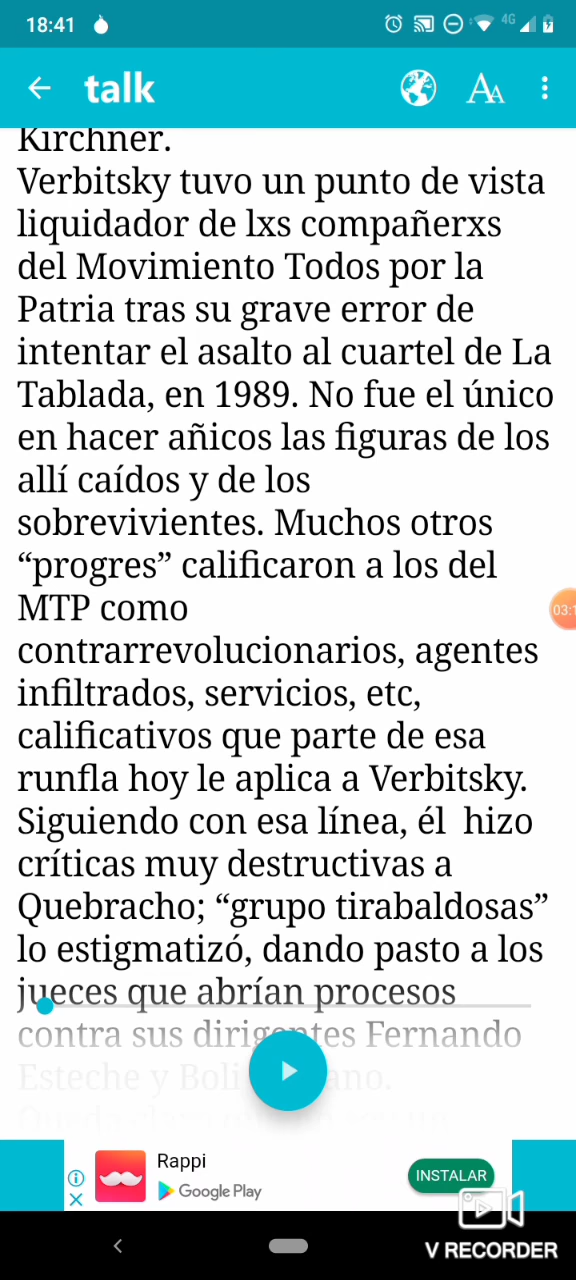 18:41
4G
talk
AA
Kirchner.
Verbitsky tuvo un punto de vista
liquidador de lxs compañerxs
del Movimiento Todos por la
Patria tras su grave error de
intentar el asalto al cuartel de La
Tablada, en 1989. No fue el único
en hacer añicos las figuras de los
allí caídos y de los
sobrevivientes. Muchos otros
“progres” calificaron a los del
MTP como
contrarrevolucionarios, agentes
infiltrados, servicios, etc,
calificativos que parte de esa
runfla hoy le aplica a Verbitsky.
Siguiendo con esa línea, él  hizo
críticas muy destructivas a
Quebracho; “grupo tirabaldosas”
lo estigmatizó, dando pasto a los
jueces que abrían procesos
contra sus dirigentes Fernando
Esteche y
Rappi
Google Play
INSTALAR
V RECORDER